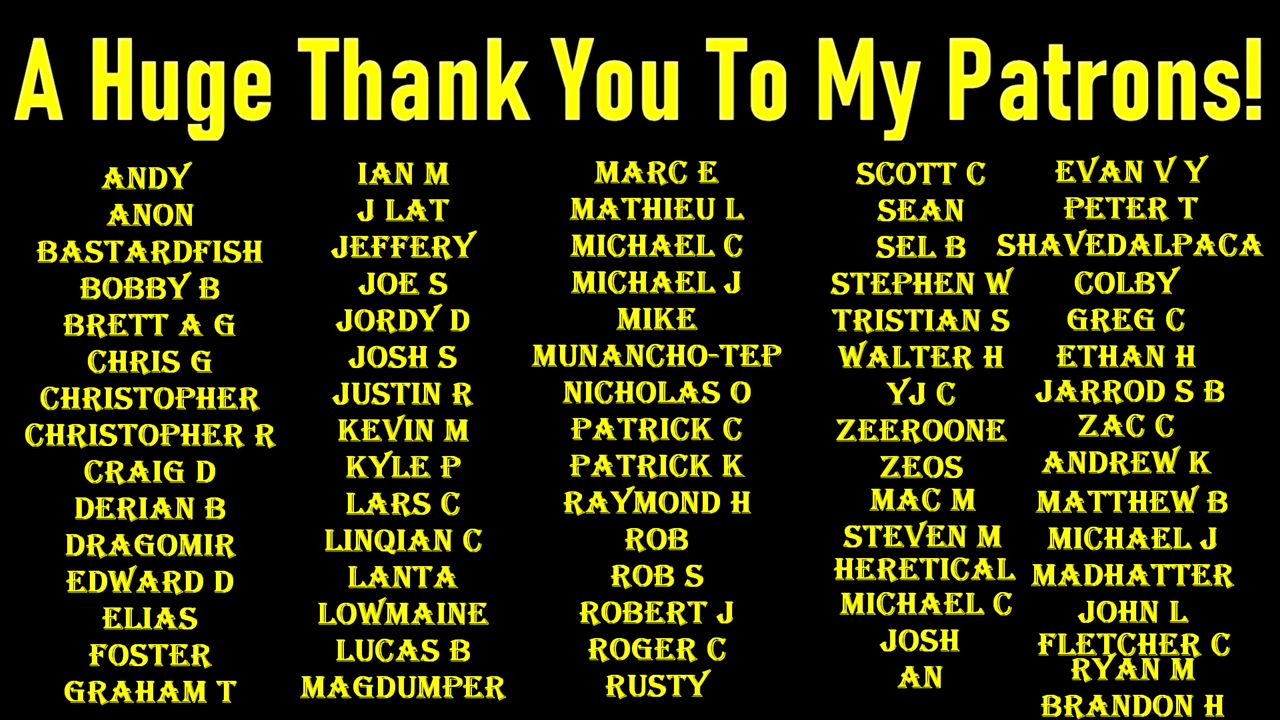 A Huge Thank You To My Patrons!
ANDY
ANON
BASTARDFISH
BOBBY B
BRETT A G
CHRIS G
CHRISTOPHER
CHRISTOPHER R
CRAIG D
DERIAN B
DRAGOMIR
EDWARD D
ELIAS
FOSTER
GRAHAM T
IAN M
J LAT
JEFFERY
JOE S
JORDY D
JOSH S
JUSTIN R
KEVIN M
KYLE P
LARS C
LINQIAN C
LANTA
LOWMAINE
LUCAS B
MAGDUMPER
MARC E
MATHIEU L
MICHAEL C
MICHAEL J
MIKE
MUNANCHO-TEP
NICHOLAS O
PATRICK C
PATRICK K
RAYMOND H
ROB
ROB S
ROBERT J
ROGER C
RUSTY
SCOTT C
SEAN
SEL B
STEPHEN W
TRISTIAN S
WALTER H
YJ C
ZEEROONE
ZEOS
MAC M
STEVEN M
HERETICAL
MICHAEL C
JOSH
AN
EVAN V Y
PETER T
SHAVEDALPACA
COLBY
GREG C
ETHAN H
JARROD S B
ZAC C
ANDREW K
MATTHEW B
MICHAEL J
MADHATTER
JOHN L
FLETCHER C
RYAN M
BRANDON H